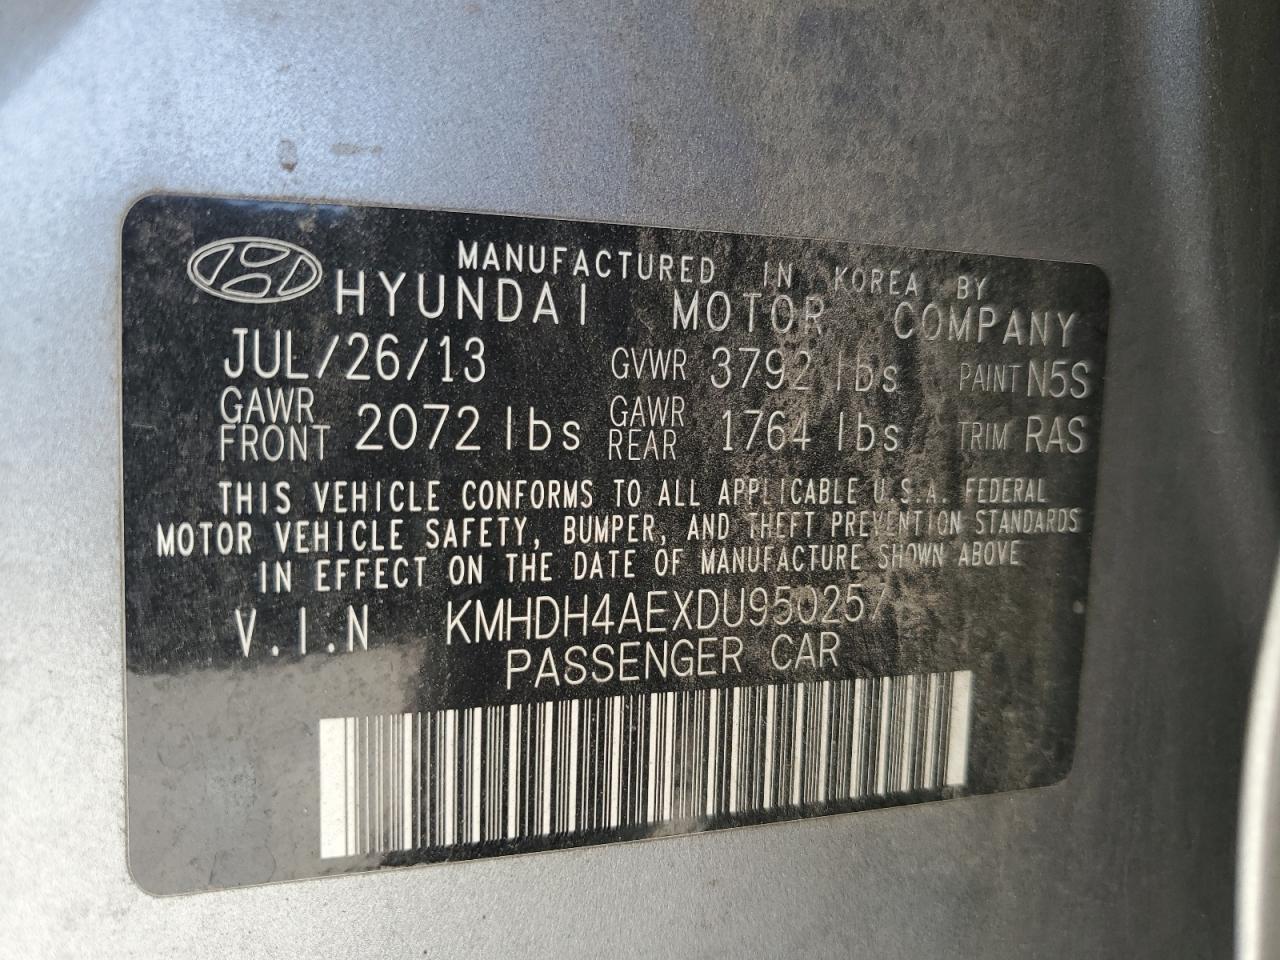 MANUFACTURED IN KOREA BY
HYUNDAI MOTOR COMPANY
JUL/26/13 GVWR 3792 lbs PAINT N5S
GAWR FRONT 2072 lbs GAWR REAR 1764 lbs TRIM RAS
THIS VEHICLE CONFORMS TO ALL APPLICABLE U.S.A. FEDERAL
MOTOR VEHICLE SAFETY, BUMPER, AND THEFT PREVENTION STANDARDS
IN EFFECT ON THE DATE OF MANUFACTURE SHOWN ABOVE
V.I.N KMHDH4AEXDU950257
PASSENGER CAR